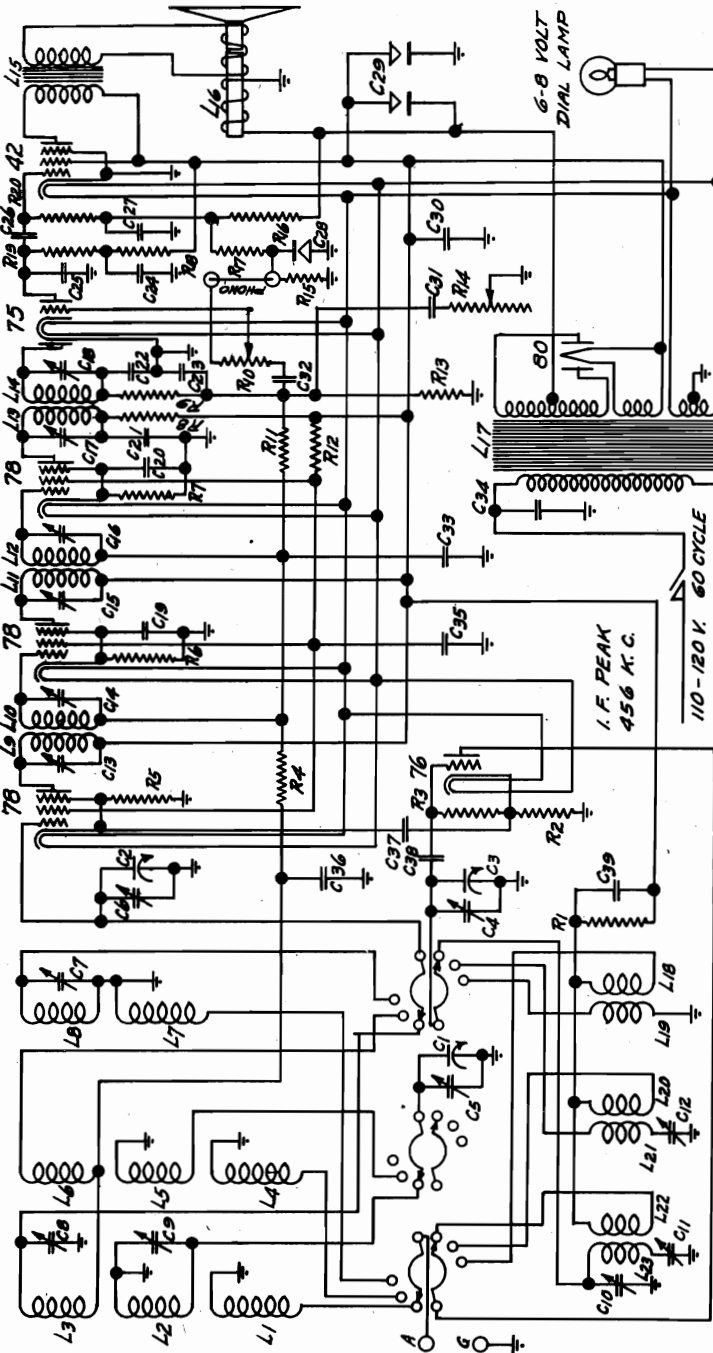 78
78
78
75
42
L9
L10
L11
L12
L13
L14
L15
L16
C13
C14
C15
C16
C17
C18
C19
C20
C21
C22
C23
C24
C25
C26
C27
C28
C29
C30
R5
R6
R7
R8
R9
R10
R11
R12
R13
R15
R16
R17
R18
R19
R20
PHONO
C31
R14
C32
C2
C6
R4
C36
C35
C33
C7
L8
L7
L6
L5
L4
L3
L2
L1
C8
C9
C1
C5
C37
C38
R3
76
R2
C3
C4
A
G
R1
C39
L18
L19
L20
L21
C12
L22
L23
C11
C10
I.F. PEAK
456 K.C.
L17
80
C34
110-120 V. 60 CYCLE
6-8 VOLT
DIAL LAMP